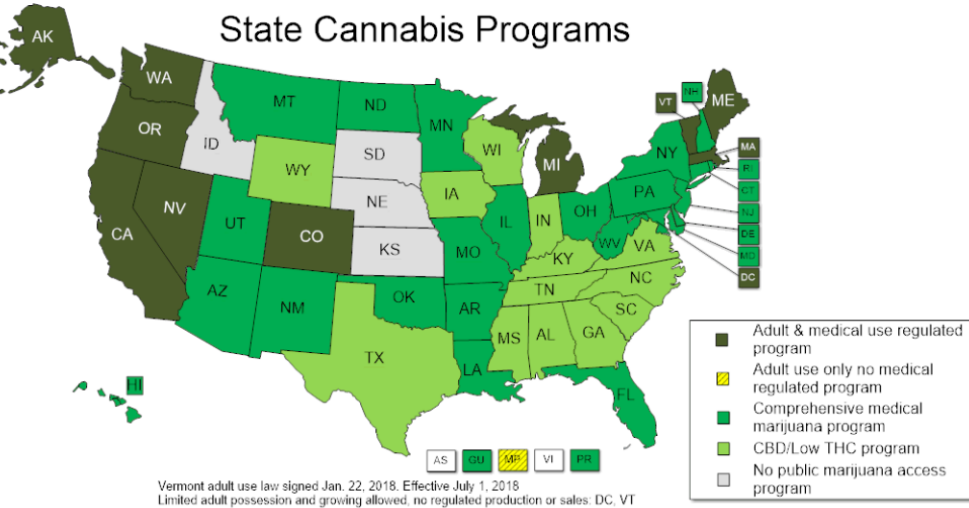 State Cannabis Programs
AK
WA
OR
CA
NV
ID
MT
WY
UT
CO
AZ
NM
ND
SD
NE
KS
OK
TX
MN
IA
MO
AR
LA
WI
IL
MI
IN
OH
KY
TN
MS
AL
GA
FL
SC
NC
VA
WV
PA
NY
VT
NH
ME
MA
RI
CT
NJ
DE
MD
DC
HI
AS
GU
MP
VI
PR
Adult & medical use regulated
program
Adult use only no medical
regulated program
Comprehensive medical
marijuana program
CBD/Low THC program
No public marijuana access
program
Vermont adult use law signed Jan. 22, 2018. Effective July 1, 2018
Limited adult possession and growing allowed, no regulated production or sales: DC, VT